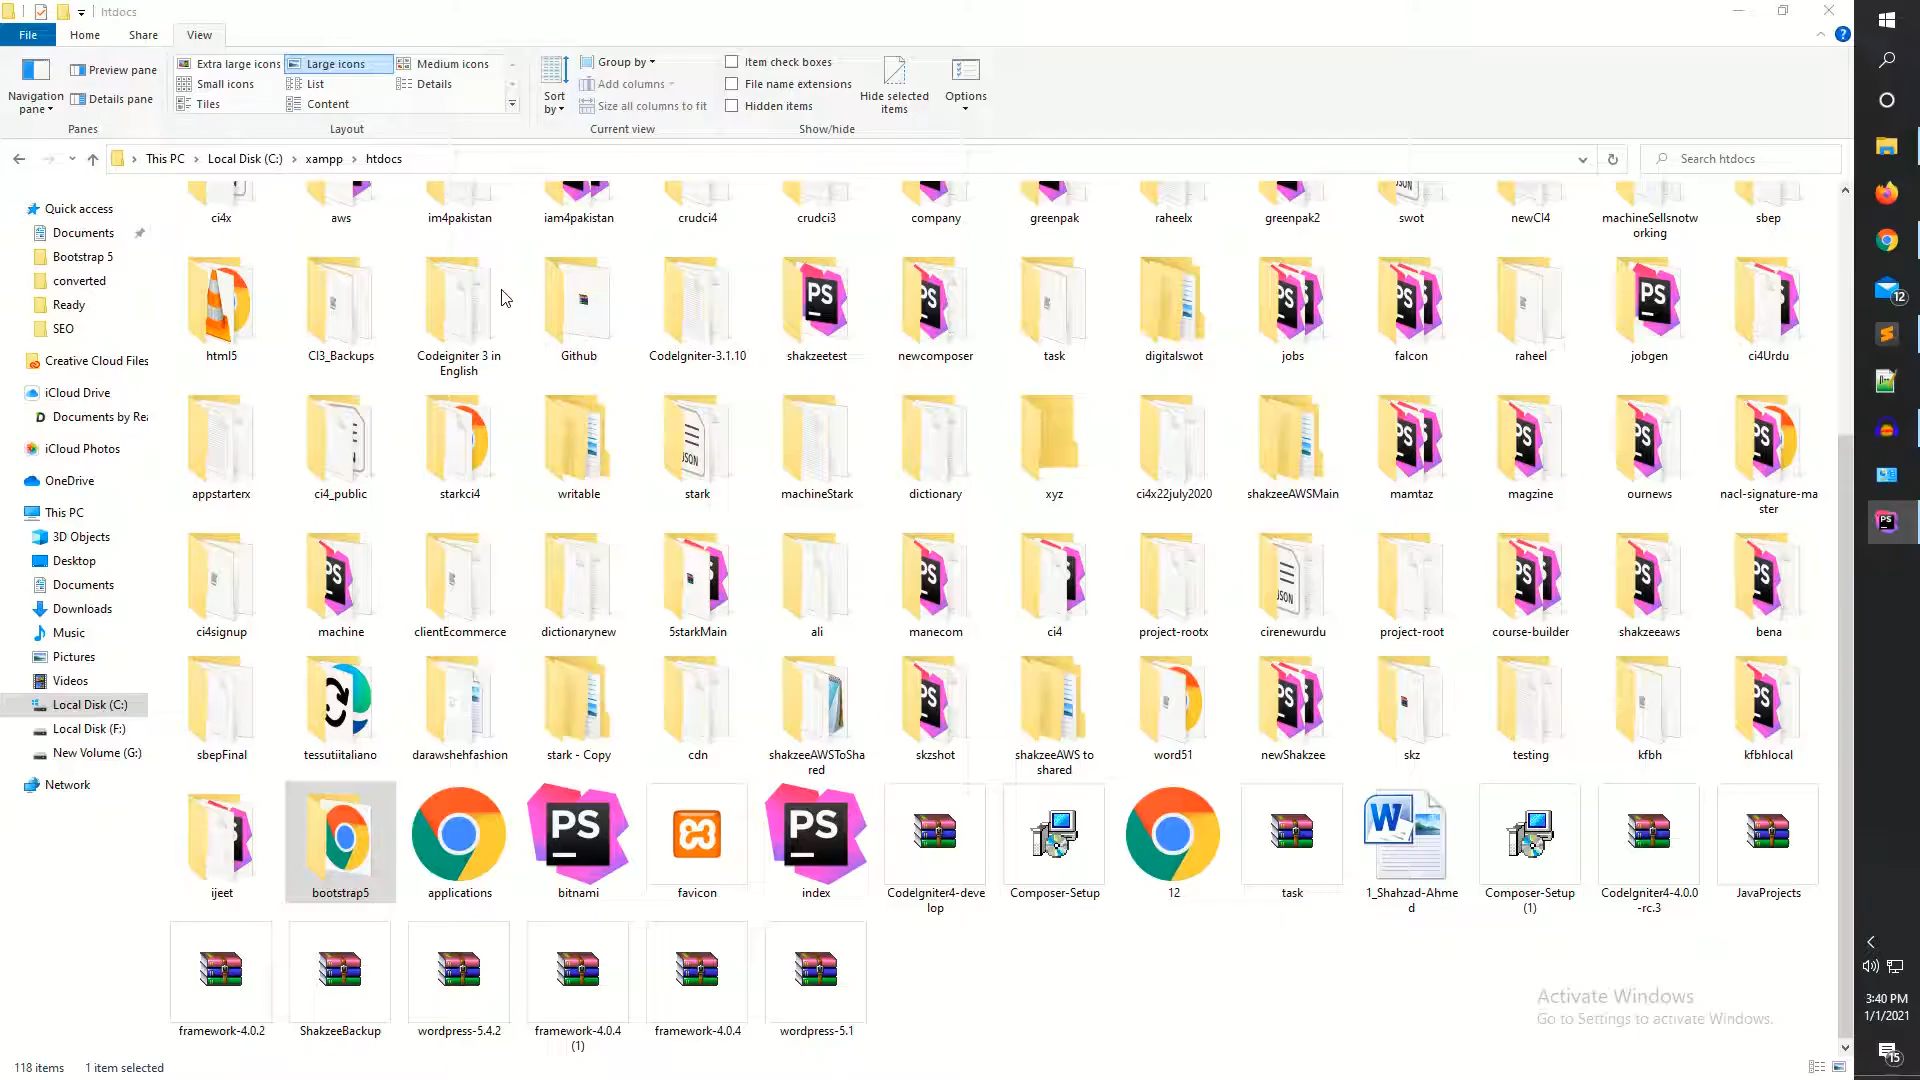 htdocs
File
Home
Share
View
Navigation pane
Preview pane
Details pane
Panes
Extra large icons
Large icons
Medium icons
Small icons
List
Details
Tiles
Content
Layout
Sort by
Group by
Add columns
Size all columns to fit
Current view
Item check boxes
File name extensions
Hidden items
Hide selected items
Show/hide
Options
This PC
Local Disk (C:)
xampp
htdocs
Search htdocs
Quick access
Documents
Bootstrap 5
converted
Ready
SEO
Creative Cloud Files
iCloud Drive
Documents by Rea
iCloud Photos
OneDrive
This PC
3D Objects
Desktop
Documents
Downloads
Music
Pictures
Videos
Local Disk (C:)
Local Disk (F:)
New Volume (G:)
Network
ci4x
aws
im4pakistan
iam4pakistan
crudci4
crudci3
company
greenpak
raheelx
greenpak2
swot
newCI4
machineSellsnotworking
sbep
html5
CI3_Backups
Codeigniter 3 in English
Github
CodeIgniter-3.1.10
shakzeetest
newcomposer
task
digitalswot
jobs
falcon
raheel
jobgen
ci4Urdu
appstarterx
ci4_public
starkci4
writable
stark
machineStark
dictionary
xyz
ci4x22july2020
shakzeeAWSMain
mamtaz
magzine
ournews
nacl-signature-master
ci4signup
machine
clientEcommerce
dictionarynew
5starkMain
ali
manecom
ci4
project-rootx
cirenewurdu
project-root
course-builder
shakzeeaws
bena
sbepFinal
tessutiitaliano
darawshehfashion
stark - Copy
cdn
shakzeeAWSToShared
skzshot
shakzeeAWS to shared
word51
newShakzee
skz
testing
kfbh
kfbhlocal
ijeet
bootstrap5
applications
bitnami
favicon
index
CodeIgniter4-develop
Composer-Setup
12
task
1_Shahzad-Ahmed
Composer-Setup (1)
CodeIgniter4-4.0.0-rc.3
JavaProjects
framework-4.0.2
ShakzeeBackup
wordpress-5.4.2
framework-4.0.4 (1)
framework-4.0.4
wordpress-5.1
Activate Windows
Go to Settings to activate Windows.
118 items
1 item selected
12
3:40 PM
1/1/2021
15